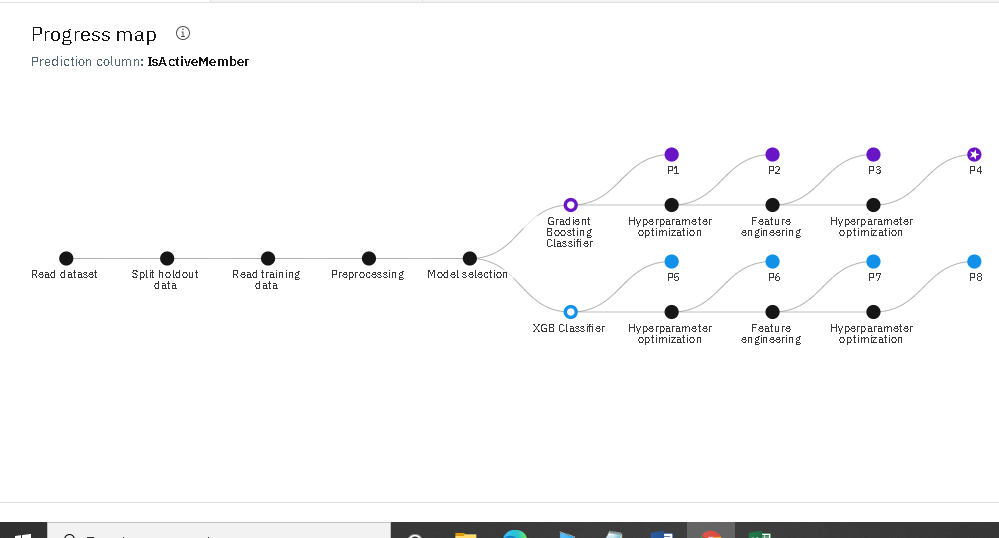 Progress map
Prediction column: IsActiveMember
P1
P2
P3
P4
Gradient
Boosting
Classifier
Hyperparameter
optimization
Feature
engineering
Hyperparameter
optimization
Read dataset
Split holdout
data
Read training
data
Preprocessing
Model selection
P5
P6
P7
P8
XGB Classifier
Hyperparameter
optimization
Feature
engineering
Hyperparameter
optimization